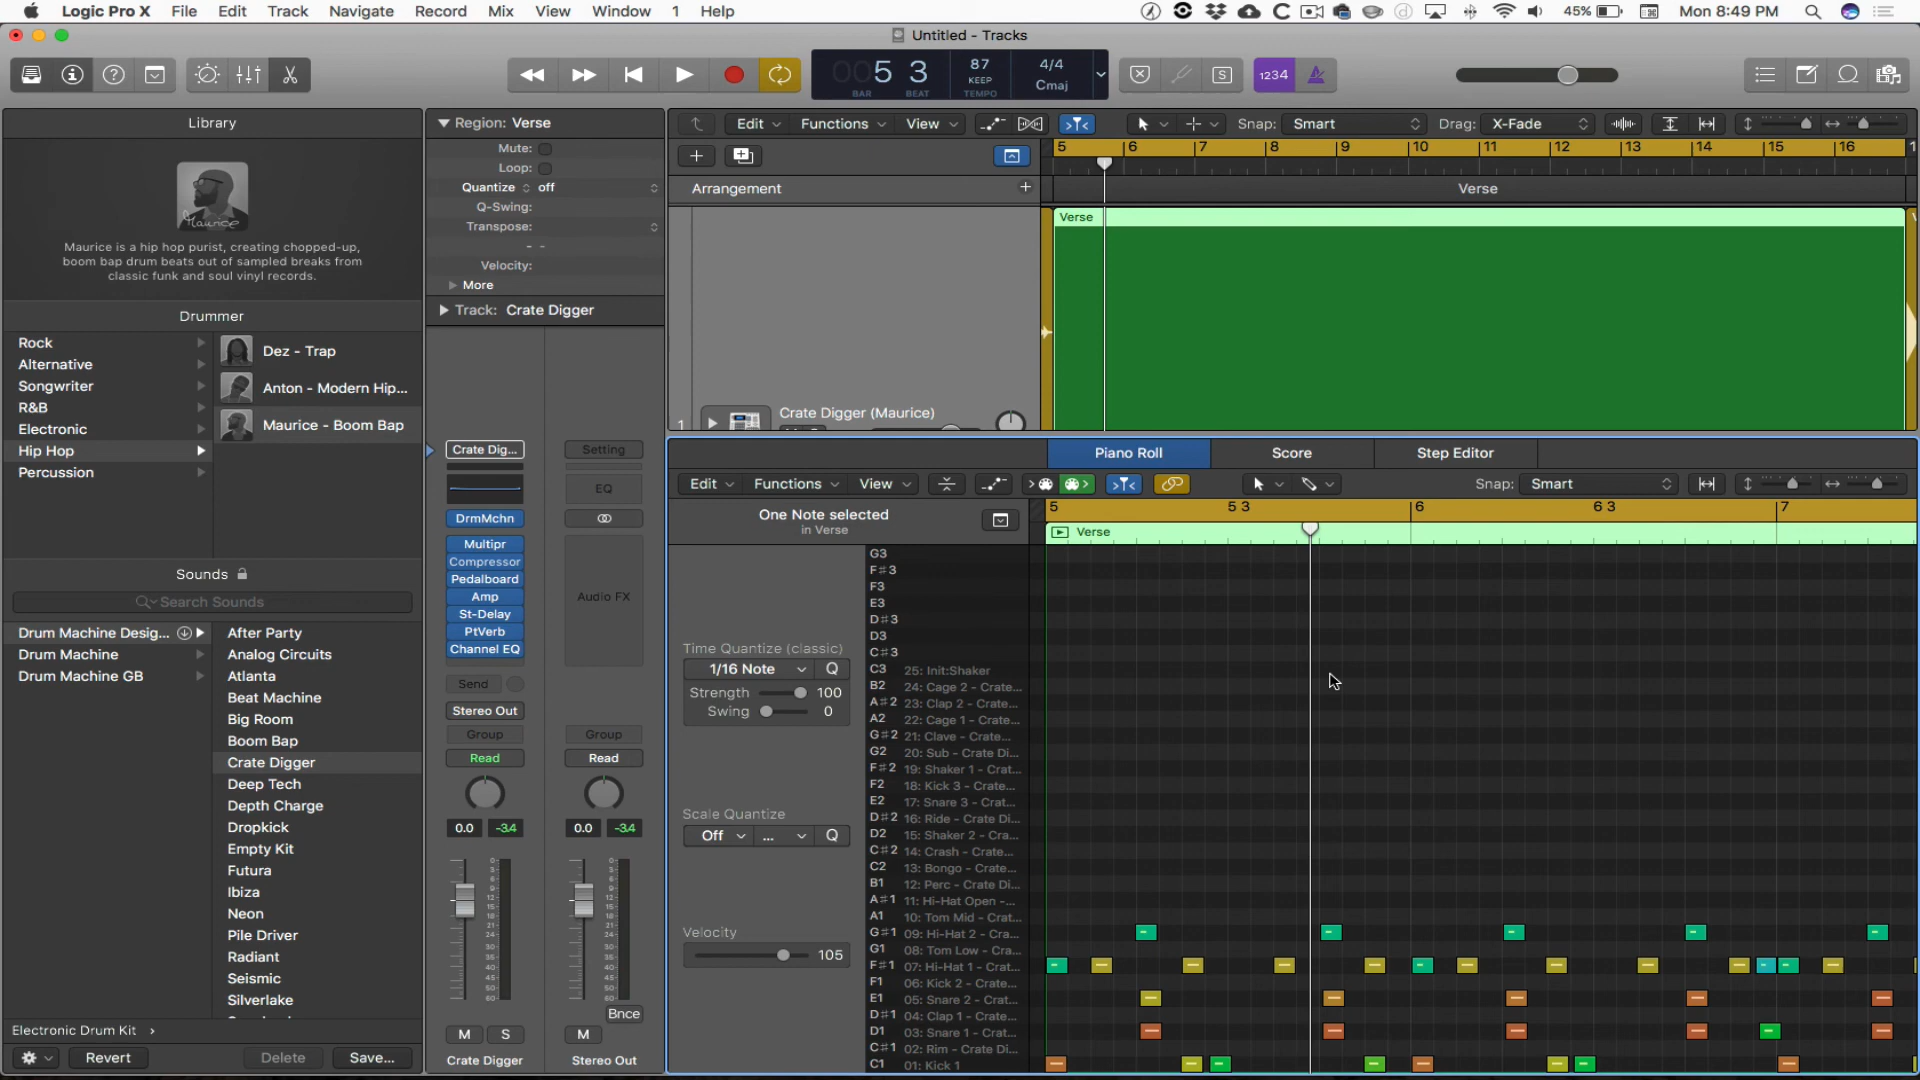 Logic Pro X File Edit Track Navigate Record Mix View Window 1 Help 45% Mon 8:49 PM
Untitled - Tracks
5 3 87 KEEP 4/4 Cmaj 1234
BAR BEAT TEMPO
Library
Maurice
Maurice is a hip hop purist, creating chopped-up,
boom bap drum beats out of sampled breaks from
classic funk and soul vinyl records.
Drummer
Rock
Alternative
Songwriter
R&B
Electronic
Hip Hop
Percussion
Dez - Trap
Anton - Modern Hip...
Maurice - Boom Bap
Sounds
Search Sounds
Drum Machine Desig...
Drum Machine
Drum Machine GB
After Party
Analog Circuits
Atlanta
Beat Machine
Big Room
Boom Bap
Crate Digger
Deep Tech
Depth Charge
Dropkick
Empty Kit
Futura
Ibiza
Neon
Pile Driver
Radiant
Seismic
Silverlake
Electronic Drum Kit
Revert Delete Save...
Region: Verse
Mute:
Loop:
Quantize off
Q-Swing:
Transpose:
- -
Velocity:
More
Track: Crate Digger
Crate Dig...
DrmMchn
Multipr
Compressor
Pedalboard
Amp
St-Delay
PtVerb
Channel EQ
Send
Stereo Out
Group
Read
0.0 -3.4
M S
Crate Digger
Setting
EQ
Audio FX
Group
Read
0.0 -3.4
Bnce
M
Stereo Out
Edit Functions View Snap: Smart Drag: X-Fade
5 6 7 8 9 10 11 12 13 14 15 16 1
Arrangement +
Verse
Verse
1 Crate Digger (Maurice)
Piano Roll Score Step Editor
Edit Functions View Snap: Smart
One Note selected
in Verse
5 5 3 6 6 3 7
Verse
Time Quantize (classic)
1/16 Note Q
Strength 100
Swing 0
Scale Quantize
Off ... Q
Velocity
105
G3
F#3
F3
E3
D#3
D3
C#3
C3 25: Init:Shaker
B2 24: Cage 2 - Crate...
A#2 23: Clap 2 - Crate...
A2 22: Cage 1 - Crate...
G#2 21: Clave - Crate...
G2 20: Sub - Crate Di...
F#2 19: Shaker 1 - Crat...
F2 18: Kick 3 - Crate...
E2 17: Snare 3 - Crat...
D#2 16: Ride - Crate Di...
D2 15: Shaker 2 - Cra...
C#2 14: Crash - Crate...
C2 13: Bongo - Crate...
B1 12: Perc - Crate Di...
A#1 11: Hi-Hat Open -...
A1 10: Tom Mid - Crat...
G#1 09: Hi-Hat 2 - Cra...
G1 08: Tom Low - Cra...
F#1 07: Hi-Hat 1 - Crat...
F1 06: Kick 2 - Crate...
E1 05: Snare 2 - Crat...
D#1 04: Clap 1 - Crate...
D1 03: Snare 1 - Crat...
C#1 02: Rim - Crate Di...
C1 01: Kick 1